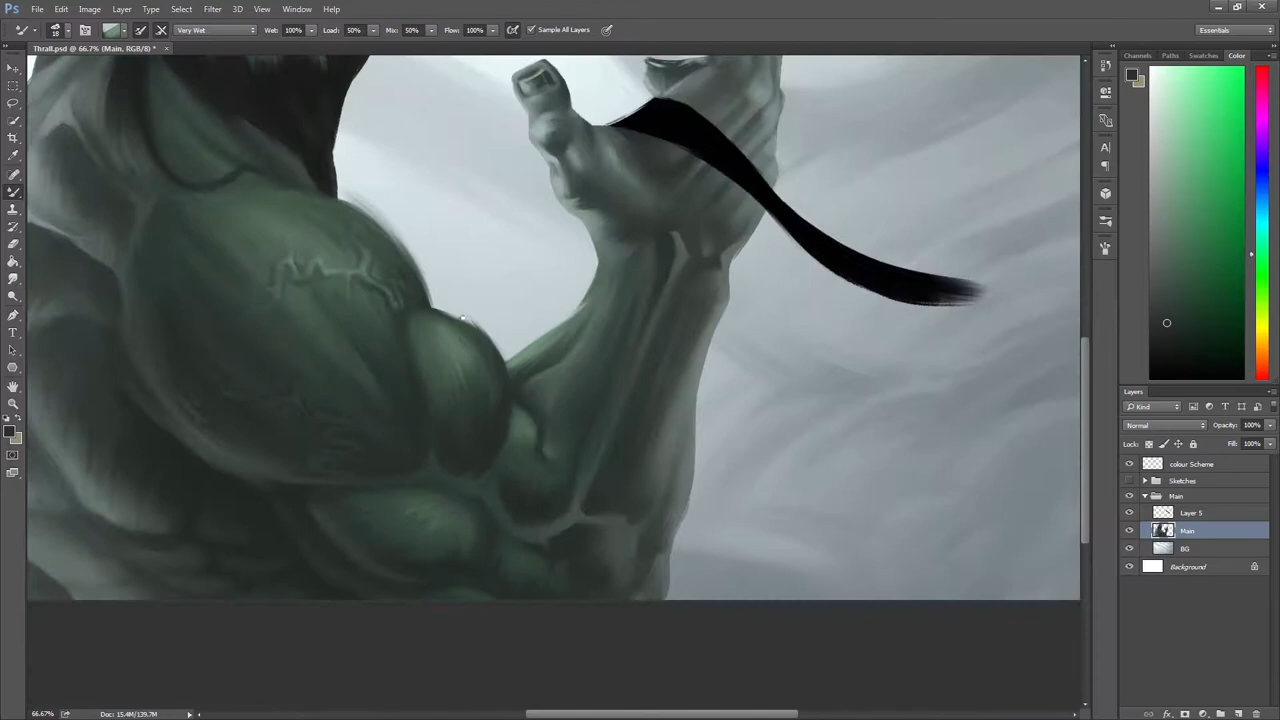 Ps File Edit Image Layer Type Select Filter 3D View Window Help
18 Very Wet Wet: 100% Load: 50% Mix: 50% Flow: 100% Sample All Layers Essentials
Thrall.psd @ 66.7% (Main, RGB/8) * ×
Channels Paths Swatches Color
Layers
Kind
Normal Opacity: 100%
Lock: Fill: 100%
colour Scheme
Sketches
Main
Layer 5
Main
BG
Background
66.67% Doc: 15.4M/139.7M